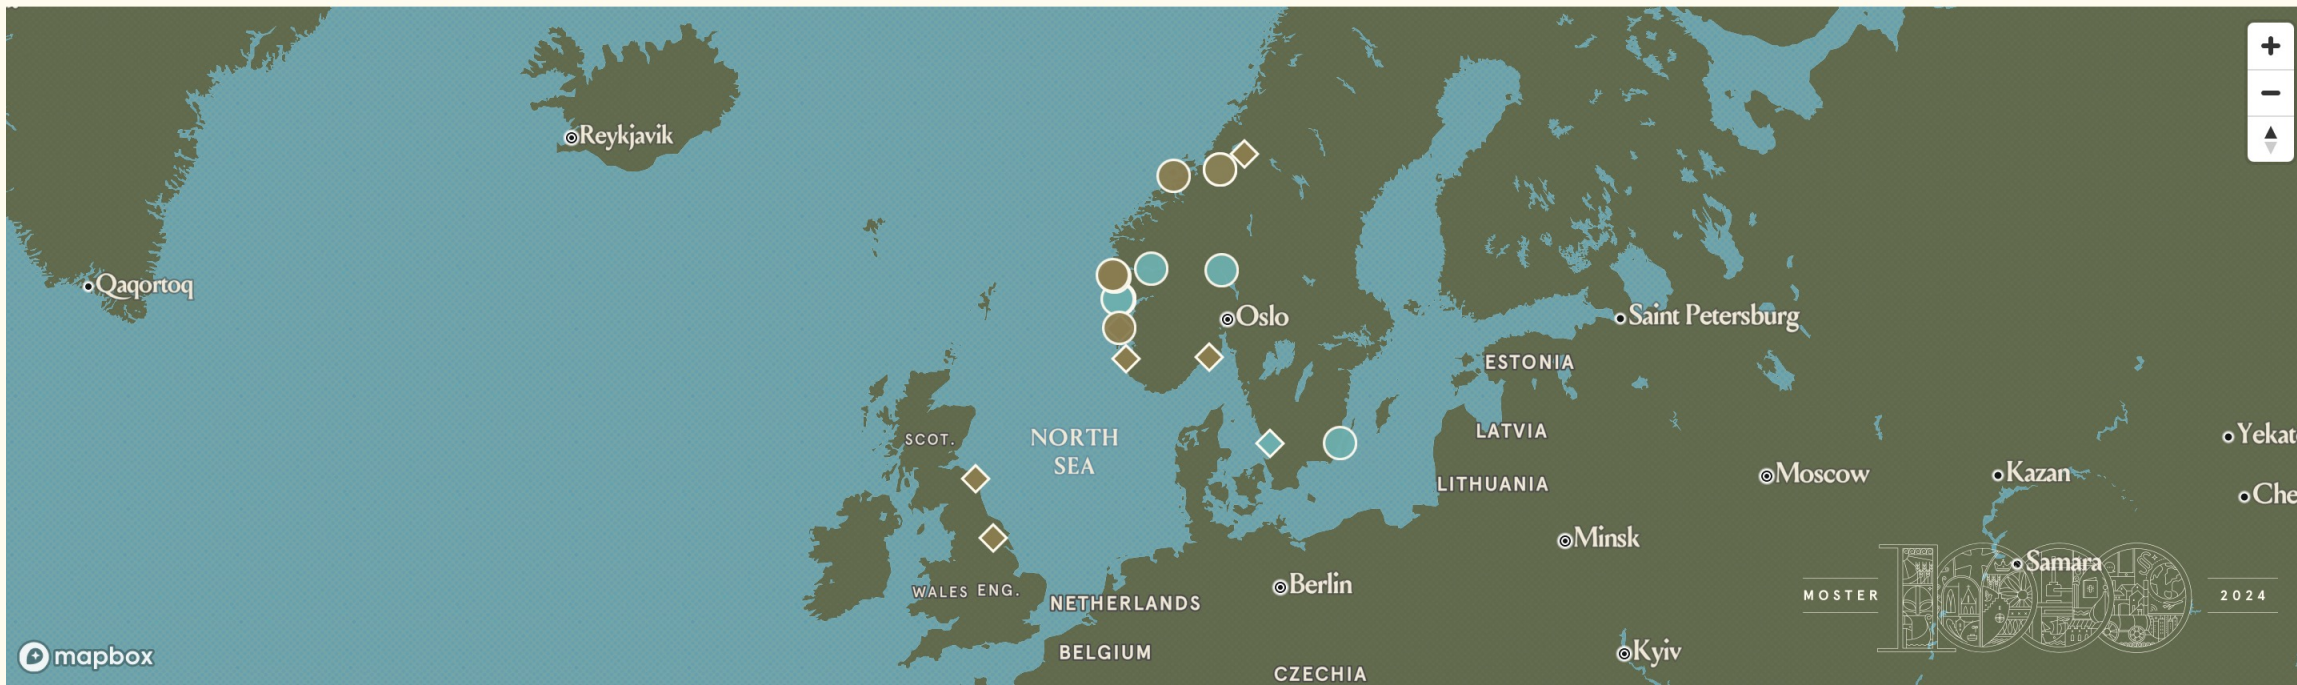 Reykjavik
Qaqortoq
Oslo
Saint Petersburg
ESTONIA
LATVIA
LITHUANIA
SCOT.
NORTH
SEA
Moscow
Kazan
Yekat
Che
Minsk
Samara
Berlin
WALES ENG.
NETHERLANDS
BELGIUM
CZECHIA
Kyiv
MOSTER 1000 2024
mapbox